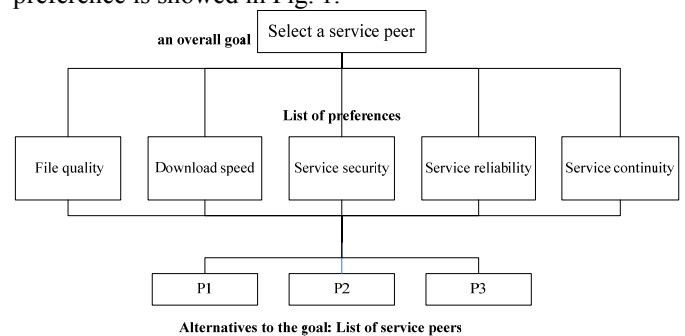 preference is showed in Fig. 1.
an overall goal
Select a service peer
List of preferences
File quality
Download speed
Service security
Service reliability
Service continuity
P1
P2
P3
Alternatives to the goal: List of service peers